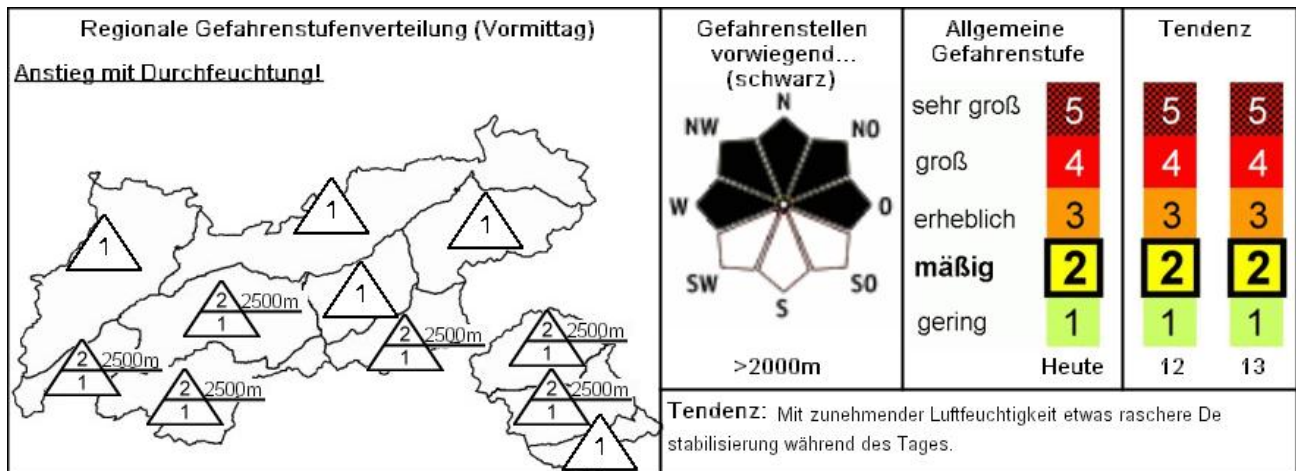 Regionale Gefahrenstufenverteilung (Vormittag)
Anstieg mit Durchfeuchtung!
1
1
1
1
2 2500m
1
2 2500m
1
2 2500m
1
2 2500m
1
2 2500m
1
2 2500m
1
1
Gefahrenstellen
vorwiegend...
(schwarz)
N
NW
NO
W
O
SW
SO
S
>2000m
Allgemeine
Gefahrenstufe
sehr groß 5
groß 4
erheblich 3
mäßig 2
gering 1
Heute
Tendenz
5 5
4 4
3 3
2 2
1 1
12 13
Tendenz: Mit zunehmender Luftfeuchtigkeit etwas raschere De
stabilisierung während des Tages.